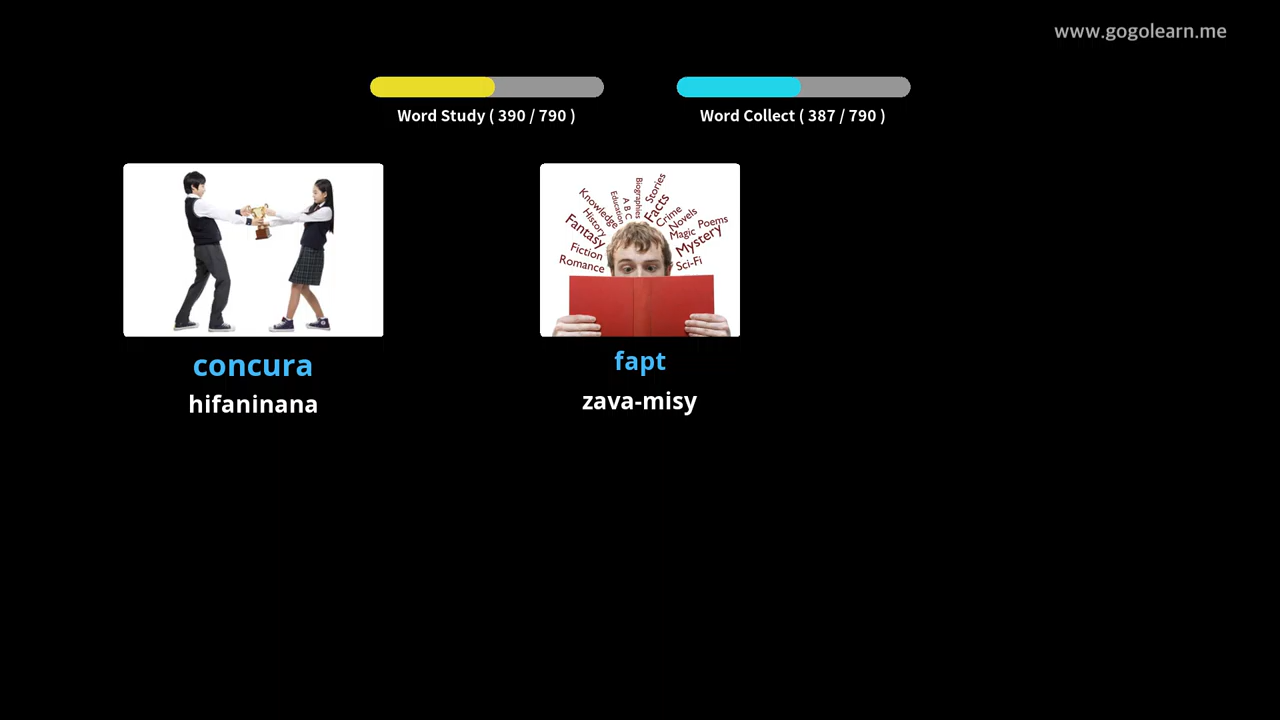 www.gogolearn.me
Word Study ( 390 / 790 )
Word Collect ( 387 / 790 )
Knowledge
Education
A B C
Biographies
Stories
Facts
History
Crime
Novels
Fantasy
Magic
Poems
Mystery
Fiction
Romance
Sci-Fi
concura
hifaninana
fapt
zava-misy